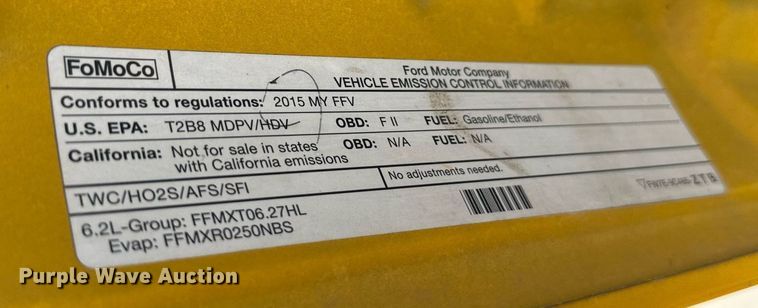 FoMoCo
Ford Motor Company
VEHICLE EMISSION CONTROL INFORMATION
Conforms to regulations: 2015 MY FFV
U.S. EPA: T2B8 MDPV/HDV OBD: F II FUEL: Gasoline/Ethanol
California: Not for sale in states with California emissions OBD: N/A FUEL: N/A
TWC/HO2S/AFS/SFI
No adjustments needed.
6.2L-Group: FFMXT06.27HL
Evap: FFMXR0250NBS
ZTB
Purple Wave Auction